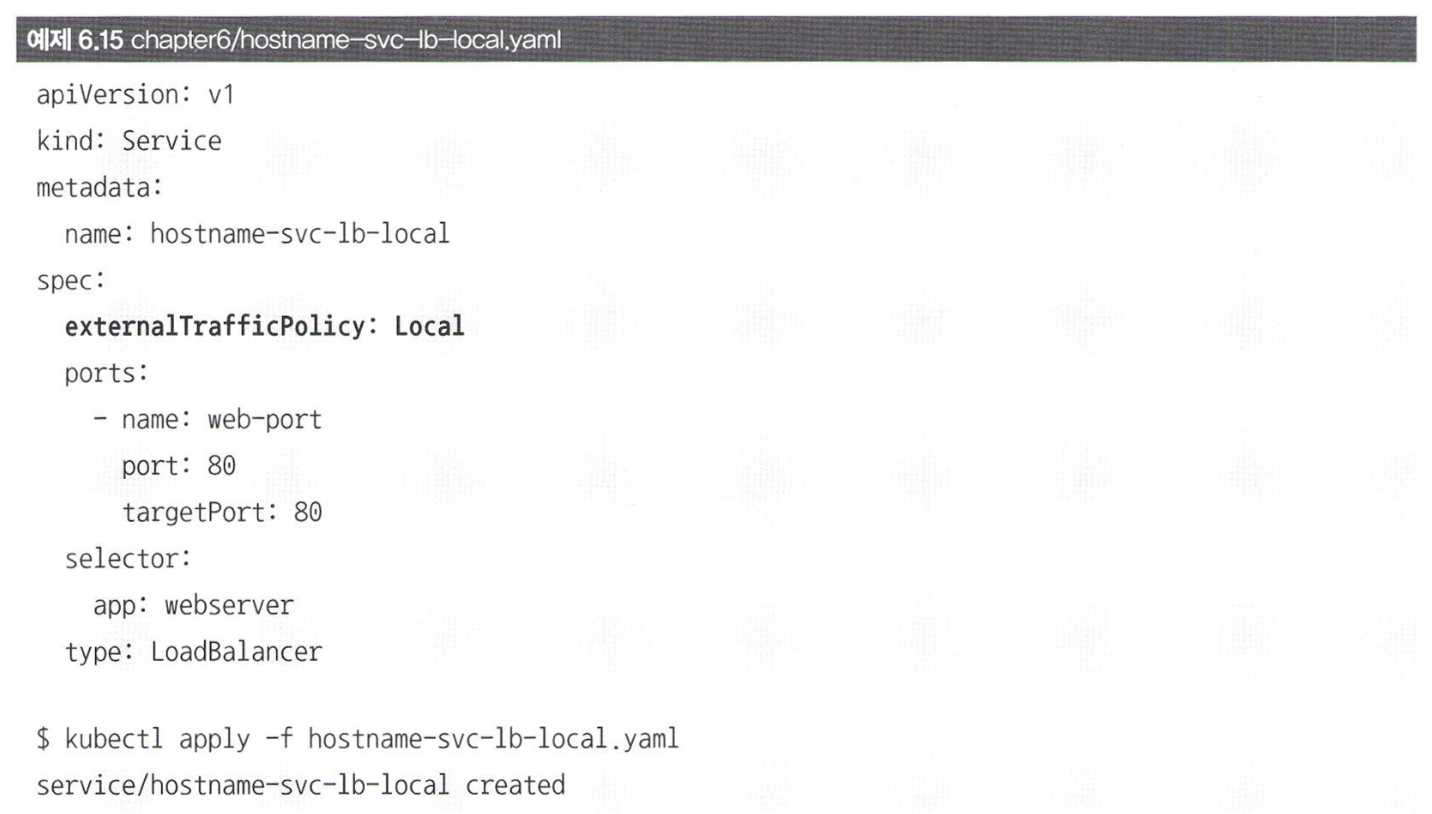 예제 6.15 chapter6/hostname-svc-lb-local.yaml
apiVersion: v1
kind: Service
metadata:
  name: hostname-svc-lb-local
spec:
  externalTrafficPolicy: Local
  ports:
    - name: web-port
      port: 80
      targetPort: 80
  selector:
    app: webserver
  type: LoadBalancer
$ kubectl apply -f hostname-svc-lb-local.yaml
service/hostname-svc-lb-local created